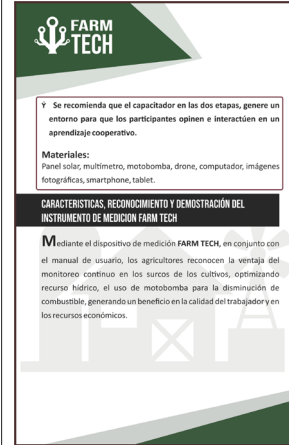 FARM
TECH
Ÿ Se recomienda que el capacitador en las dos etapas, genere un
entorno para que los participantes opinen e interactúen en un
aprendizaje cooperativo.
Materiales:
Panel solar, multímetro, motobomba, drone, computador, imágenes
fotográficas, smartphone, tablet.
CARACTERISTICAS, RECONOCIMIENTO Y DEMOSTRACIÓN DEL
INSTRUMENTO DE MEDICION FARM TECH
Mediante el dispositivo de medición FARM TECH, en conjunto con
el manual de usuario, los agricultores reconocen la ventaja del
monitoreo continuo en los surcos de los cultivos, optimizando
recurso hídrico, el uso de motobomba para la disminución de
combustible, generando un beneficio en la calidad del trabajador y en
los recursos económicos.